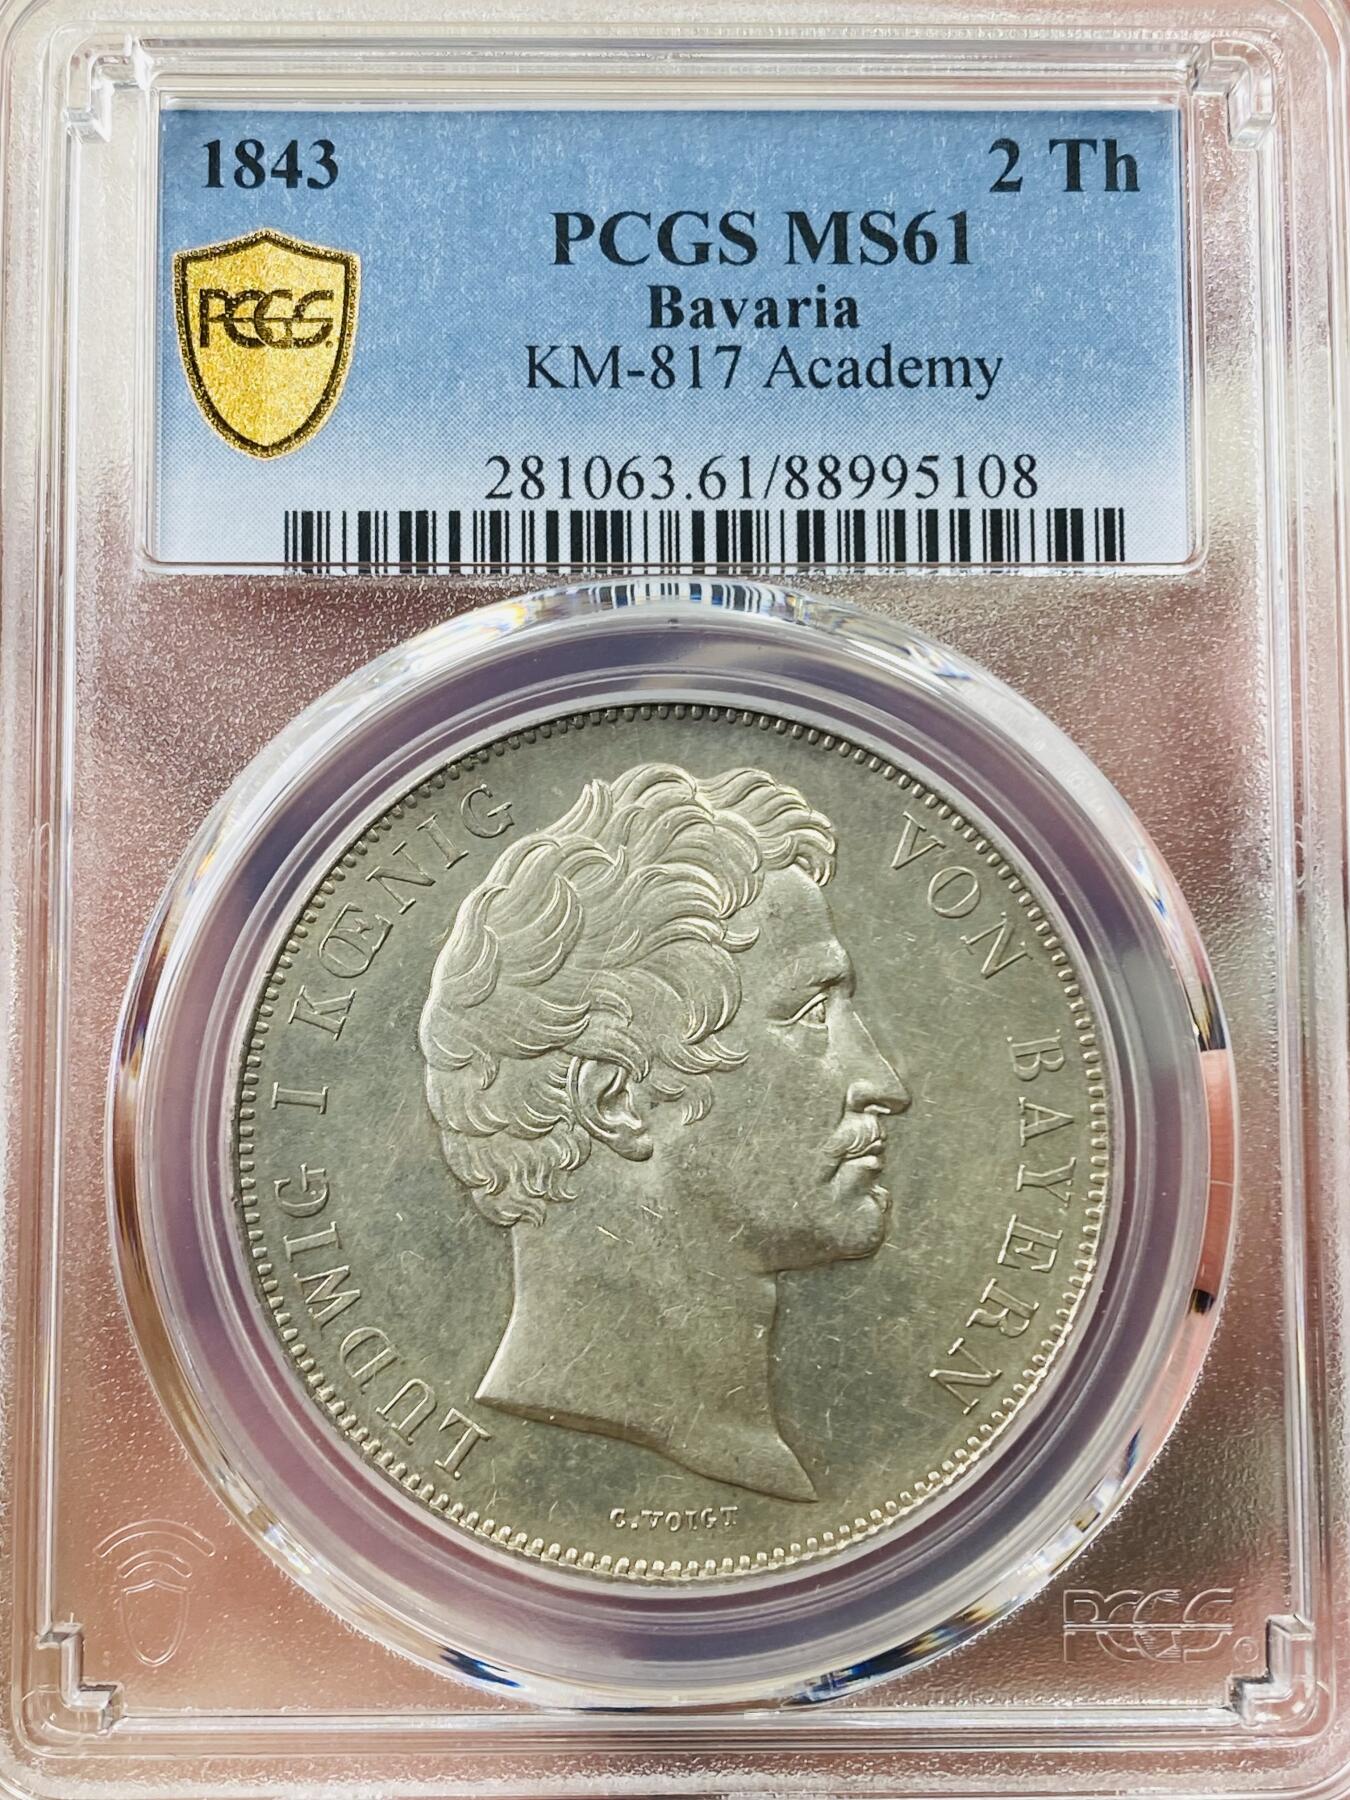 1843 2 Th
PCGS MS61
Bavaria
PCGS
KM-817 Academy
281063.61/88995108
LUDWIG I KŒNIG VON BAYERN
C. VOIGT
PCGS